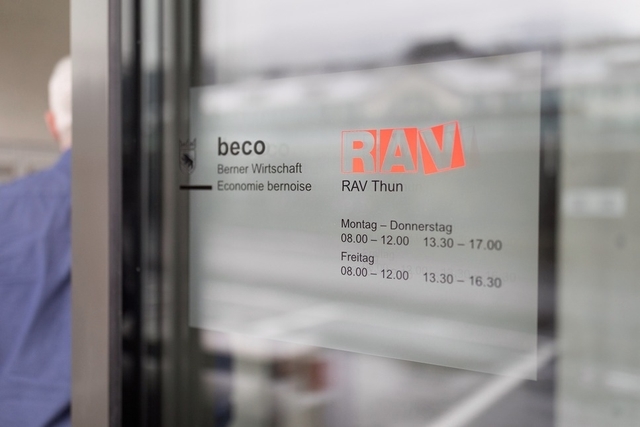 beco
Berner Wirtschaft
Economie bernoise
RAV
RAV Thun
Montag – Donnerstag
08.00 – 12.00 13.30 – 17.00
Freitag
08.00 – 12.00 13.30 – 16.30